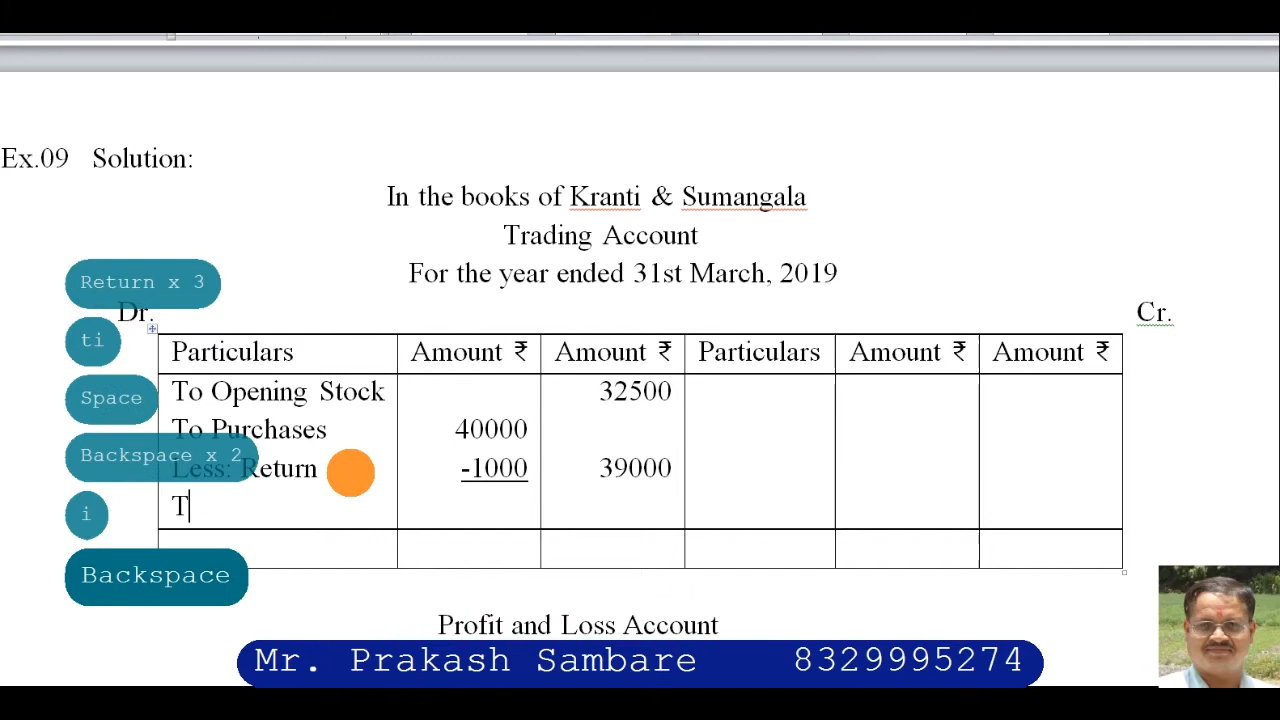 Ex.09 Solution:
In the books of Kranti & Sumangala
Trading Account
For the year ended 31st March, 2019
Return x 3
Dr. Cr.
ti
Particulars Amount ₹ Amount ₹ Particulars Amount ₹ Amount ₹
Space
To Opening Stock 32500
To Purchases 40000
Backspace x 2
Less: Return -1000 39000
T
i
Backspace
Profit and Loss Account
Mr. Prakash Sambare 8329995274